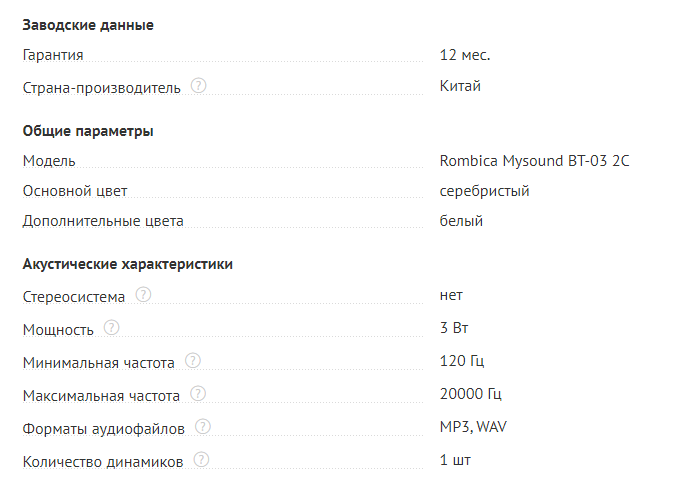 Заводские данные
Гарантия 12 мес.
Страна-производитель ? Китай
Общие параметры
Модель Rombica Mysound BT-03 2C
Основной цвет серебристый
Дополнительные цвета белый
Акустические характеристики
Стереосистема ? нет
Мощность ? 3 Вт
Минимальная частота ? 120 Гц
Максимальная частота ? 20000 Гц
Форматы аудиофайлов ? MP3, WAV
Количество динамиков ? 1 шт